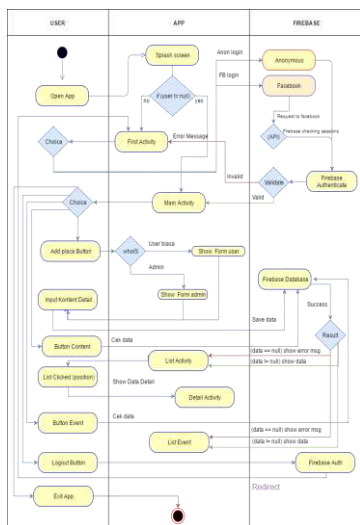 USER
APP
FIREBASE
Splash screen
Anon login
Anonymous
FB login
Open App
if (user != null)
Facebook
no
yes
Request to facebook
(API)
Firebase checking sessions
Choice
First Activity
Error Message
Invalid
Validate
Firebase Authenticate
Valid
Choice
Main Activity
Add place Button
User biasa
Show Form user
Admin
Firebase Database
Show Form admin
Input Kontent Detail
Success
Save data
Result
Button Content
Cek data
List Activity
(data == null) show error msg
(data != null) show data
List Clicked (position)
Show Data Detail
Detail Activity
Button Event
Cek data
(data == null) show error msg
List Event
(data != null) show data
Logout Button
Firebase Auth
Redirect
Exit App